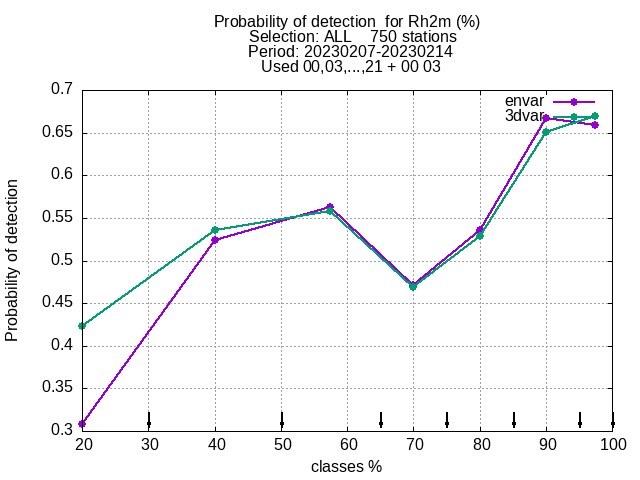 Probability of detection  for Rh2m (%)
Selection: ALL    750 stations
Period: 20230207-20230214
Used 00,03,...,21 + 00 03
envar
3dvar
Probability of detection
0.7
0.65
0.6
0.55
0.5
0.45
0.4
0.35
0.3
20 30 40 50 60 70 80 90 100
classes %